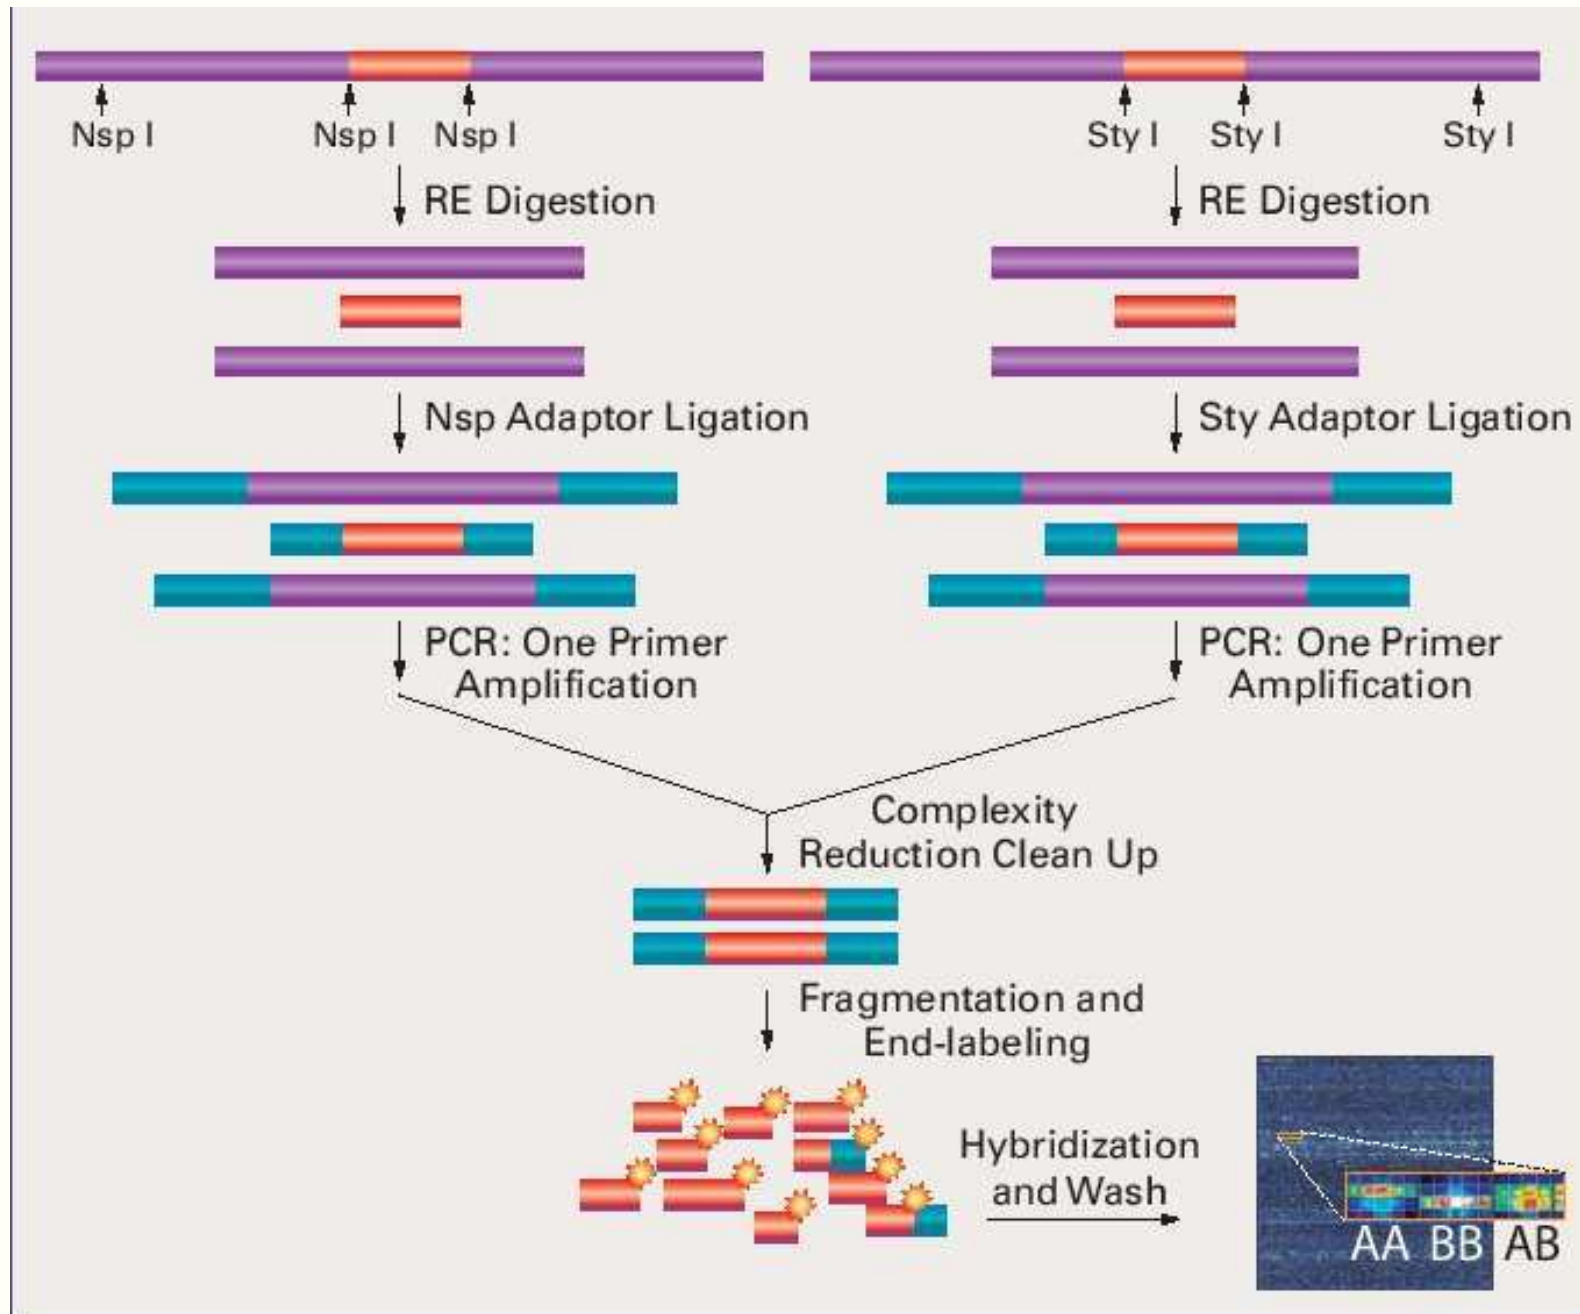 Nsp I Nsp I Nsp I
Sty I Sty I Sty I
RE Digestion
RE Digestion
Nsp Adaptor Ligation
Sty Adaptor Ligation
PCR: One Primer
Amplification
PCR: One Primer
Amplification
Complexity
Reduction Clean Up
Fragmentation and
End-labeling
Hybridization
and Wash
AA BB AB